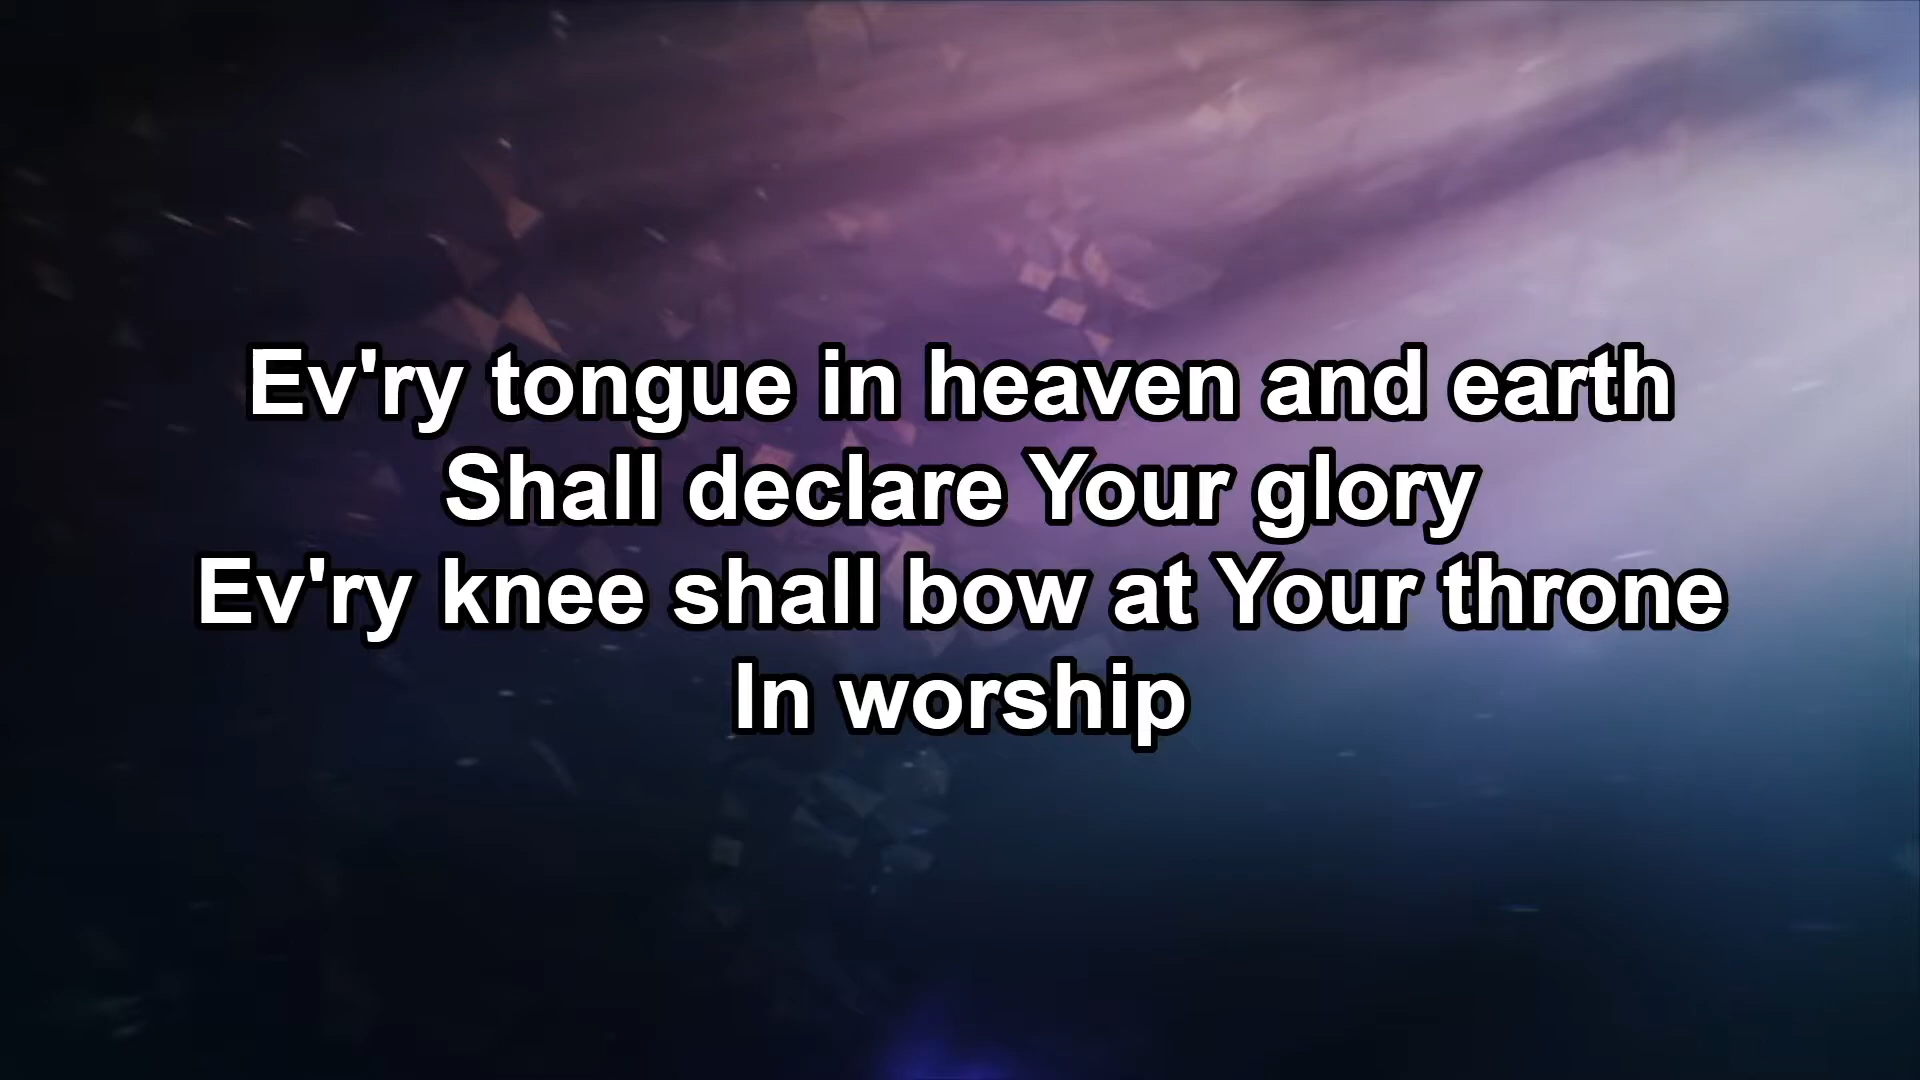 Ev'ry tongue in heaven and earth
Shall declare Your glory
Ev'ry knee shall bow at Your throne
In worship